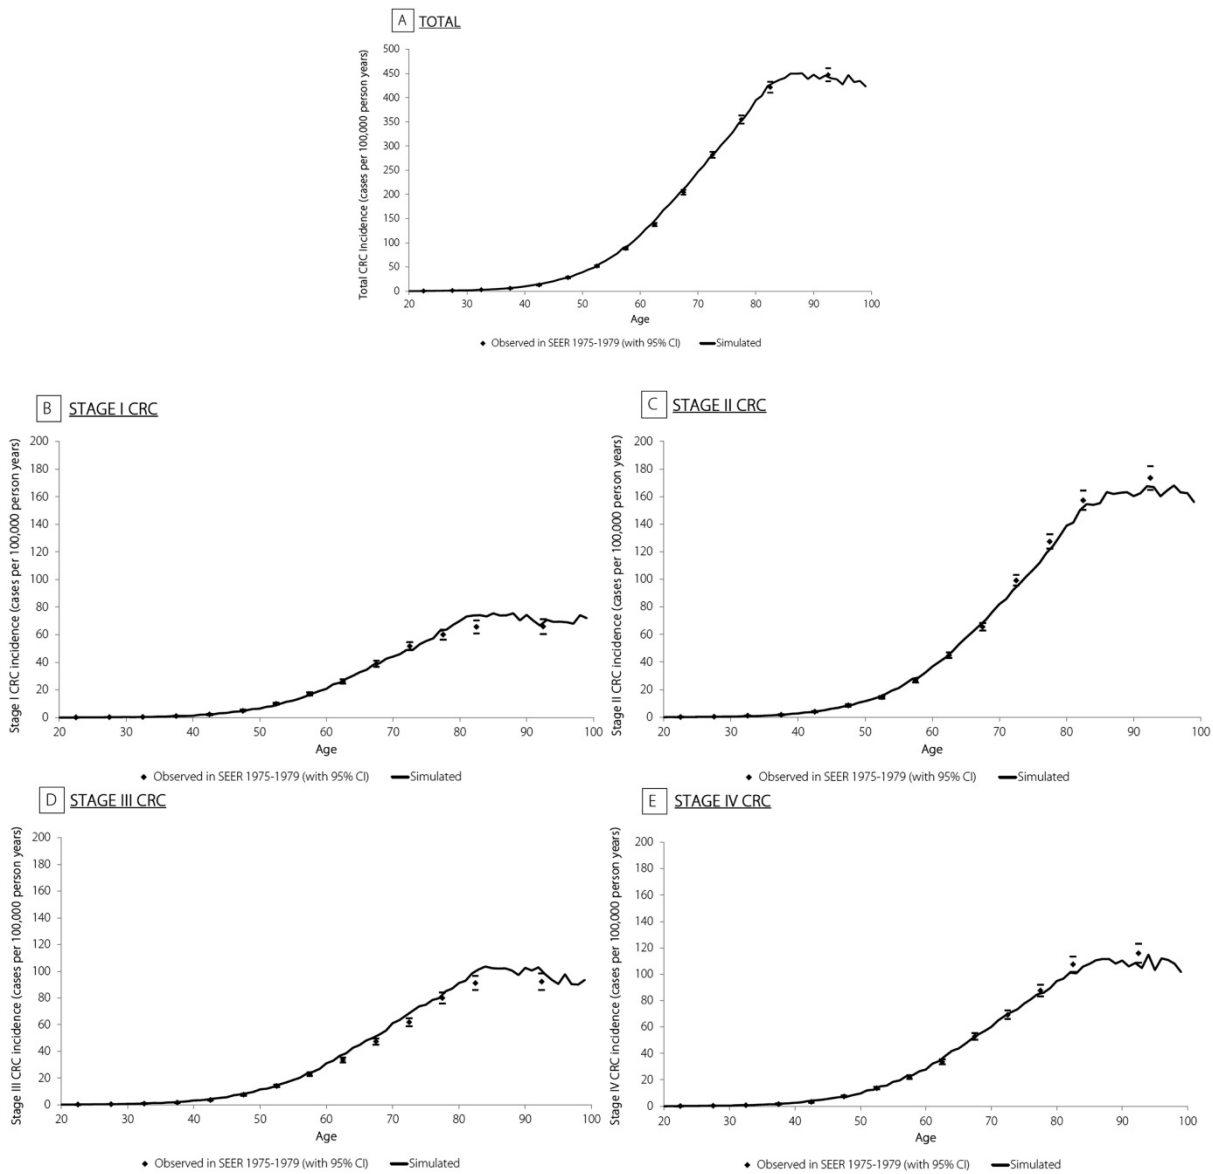 A TOTAL
Total CRC Incidence (cases per 100,000 person years)
500
450
400
350
300
250
200
150
100
50
0
20 30 40 50 60 70 80 90 100
Age
Observed in SEER 1975-1979 (with 95% CI) Simulated
B STAGE I CRC
Stage I CRC incidence (cases per 100,000 person years)
200
180
160
140
120
100
80
60
40
20
0
20 30 40 50 60 70 80 90 100
Age
Observed in SEER 1975-1979 (with 95% CI) Simulated
C STAGE II CRC
Stage II CRC incidence (cases per 100,000 person years)
200
180
160
140
120
100
80
60
40
20
0
20 30 40 50 60 70 80 90 100
Age
Observed in SEER 1975-1979 (with 95% CI) Simulated
D STAGE III CRC
Stage III CRC incidence (cases per 100,000 person years)
200
180
160
140
120
100
80
60
40
20
0
20 30 40 50 60 70 80 90 100
Age
Observed in SEER 1975-1979 (with 95% CI) Simulated
E STAGE IV CRC
Stage IV CRC incidence (cases per 100,000 person years)
200
180
160
140
120
100
80
60
40
20
0
20 30 40 50 60 70 80 90 100
Age
Observed in SEER 1975-1979 (with 95% CI) Simulated